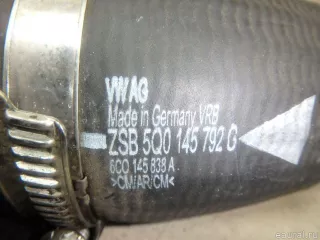 VWAG
Made in Germany VRB
ZSB 5Q0 145 792 G
6C0 145 838 A
>CM/AR/CM<